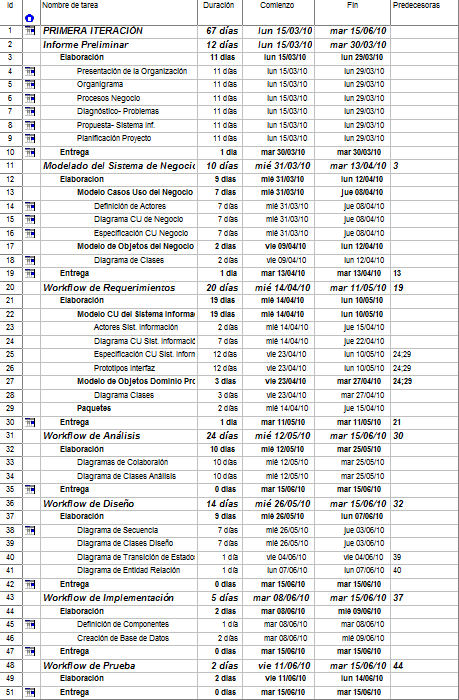 Id Nombre de tarea Duración Comienzo Fin Predecesoras
1 PRIMERA ITERACIÓN 67 días lun 15/03/10 mar 15/06/10
2 Informe Preliminar 12 días lun 15/03/10 mar 30/03/10
3 Elaboración 11 días lun 15/03/10 lun 29/03/10
4 Presentación de la Organización 11 días lun 15/03/10 lun 29/03/10
5 Organigrama 11 días lun 15/03/10 lun 29/03/10
6 Procesos Negocio 11 días lun 15/03/10 lun 29/03/10
7 Diagnóstico- Problemas 11 días lun 15/03/10 lun 29/03/10
8 Propuesta- Sistema Inf. 11 días lun 15/03/10 lun 29/03/10
9 Planificación Proyecto 11 días lun 15/03/10 lun 29/03/10
10 Entrega 1 día mar 30/03/10 mar 30/03/10
11 Modelado del Sistema de Negocio 10 días mié 31/03/10 mar 13/04/10 3
12 Elaboracion 9 días mié 31/03/10 lun 12/04/10
13 Modelo Casos Uso del Negocio 7 días mié 31/03/10 jue 08/04/10
14 Definición de Actores 7 días mié 31/03/10 jue 08/04/10
15 Diagrama CU de Negocio 7 días mié 31/03/10 jue 08/04/10
16 Especificación CU Negocio 7 días mié 31/03/10 jue 08/04/10
17 Modelo de Objetos del Negocio 2 días vie 09/04/10 lun 12/04/10
18 Diagrama de Clases 2 días vie 09/04/10 lun 12/04/10
19 Entrega 1 día mar 13/04/10 mar 13/04/10 13
20 Workflow de Requerimientos 20 días mié 14/04/10 mar 11/05/10 19
21 Elaboración 19 días mié 14/04/10 lun 10/05/10
22 Modelo CU del Sistema Informa 19 días mié 14/04/10 lun 10/05/10
23 Actores Sist. Información 2 días mié 14/04/10 jue 15/04/10
24 Diagrama CU Sist. Informació 7 días mié 14/04/10 jue 22/04/10
25 Especificación CU Sist. Inform 12 días vie 23/04/10 lun 10/05/10 24;29
26 Prototipos Interfaz 12 días vie 23/04/10 lun 10/05/10 24;29
27 Modelo de Objetos Dominio Pro 3 días vie 23/04/10 mar 27/04/10 24;29
28 Diagrama Clases 3 días vie 23/04/10 mar 27/04/10
29 Paquetes 2 días mié 14/04/10 jue 15/04/10
30 Entrega 1 día mar 11/05/10 mar 11/05/10 21
31 Workflow de Análisis 24 días mié 12/05/10 mar 15/06/10 30
32 Elaboración 10 días mié 12/05/10 mar 25/05/10
33 Diagramas de Colaboraión 10 días mié 12/05/10 mar 25/05/10
34 Diagrama de Clases Análisis 10 días mié 12/05/10 mar 25/05/10
35 Entrega 0 días mar 15/06/10 mar 15/06/10
36 Workflow de Diseño 14 días mié 26/05/10 mar 15/06/10 32
37 Elaboración 9 días mié 26/05/10 lun 07/06/10
38 Diagrama de Secuencia 7 días mié 26/05/10 jue 03/06/10
39 Diagrama de Clases Diseño 7 días mié 26/05/10 jue 03/06/10
40 Diagrama de Transición de Estado 1 día vie 04/06/10 vie 04/06/10 39
41 Diagrama de Entidad Relación 1 día lun 07/06/10 lun 07/06/10 40
42 Entrega 0 días mar 15/06/10 mar 15/06/10
43 Workflow de Implementación 5 días mar 08/06/10 mar 15/06/10 37
44 Elaboración 2 días mar 08/06/10 mié 09/06/10
45 Definición de Componentes 1 día mar 08/06/10 mar 08/06/10
46 Creación de Base de Datos 2 días mar 08/06/10 mié 09/06/10
47 Entrega 0 días mar 15/06/10 mar 15/06/10
48 Workflow de Prueba 2 días vie 11/06/10 mar 15/06/10 44
49 Elaboración 2 días vie 11/06/10 lun 14/06/10
51 Entrega 0 días mar 15/06/10 mar 15/06/10